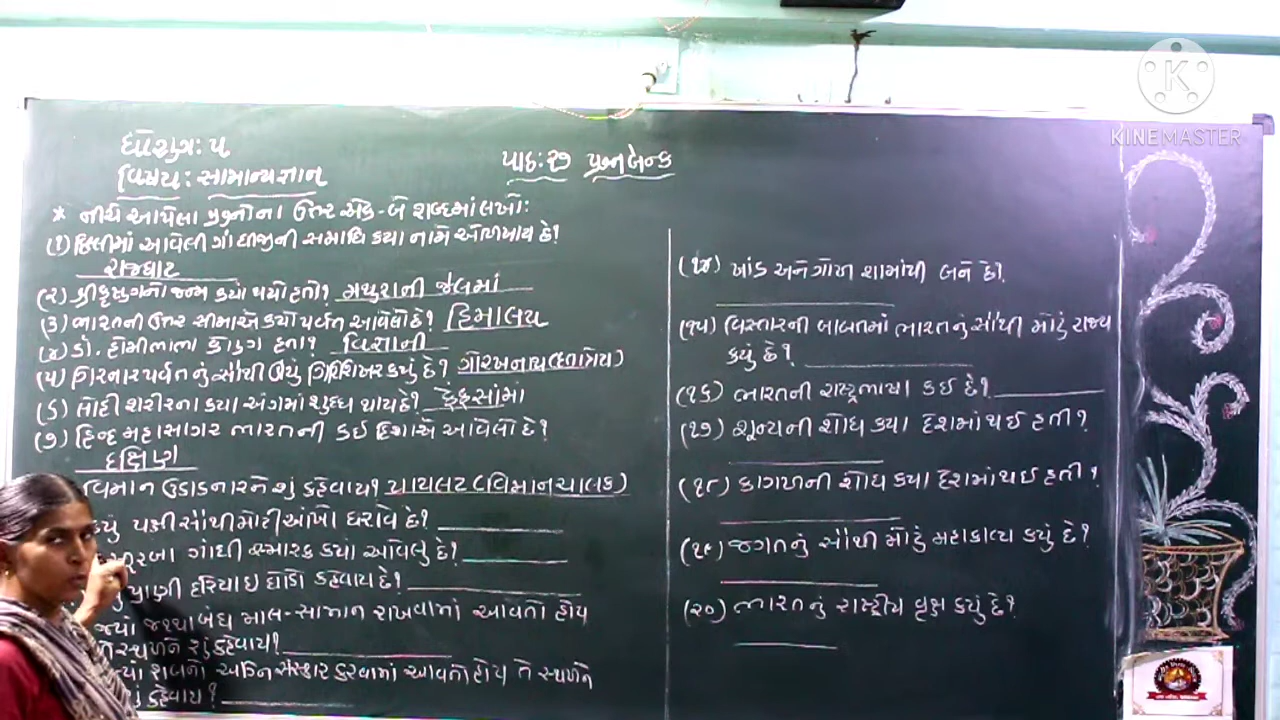 KINEMASTER
ધોરણ: ૫
વિષય: સામાન્યજ્ઞાન
પાઠ: ૨૭ પ્રશ્નબેન્ક
* નીચે આપેલા પ્રશ્નોના ઉત્તર એક-બે શબ્દમાં લખો:
(૧) દિલ્લીમાં આવેલી ગાંધીજીની સમાધિ કયા નામે ઓળખાય છે?
રાજઘાટ
(૨) શ્રીકૃષ્ણનો જન્મ ક્યાં થયો હતો? મથુરાની જેલમાં
(૩) ભારતની ઉત્તર સીમાએ કયો પર્વત આવેલો છે? હિમાલય
(૪) ડૉ. હોમીભાભા કોણ હતા? વિજ્ઞાની
(૫) ગિરનાર પર્વતનું સૌથી ઊંચું ગિરિશિખર કયું છે? ગોરખનાથ
(૬) લોહી શરીરના કયા અંગમાં શુદ્ધ થાય છે? ફેફસાંમાં
(૭) હિન્દ મહાસાગર ભારતની કઈ દિશાએ આવેલો છે?
દક્ષિણ
વિમાન ઉડાડનારને શું કહેવાય? પાયલટ (વિમાનચાલક)
કયું પક્ષી સૌથી મોટી આંખો ધરાવે છે?
ગાંધી સ્મારક ક્યાં આવેલું છે?
પ્રાણી દરિયાઇ ઘોડો કહેવાય છે?
જ્યાં જથ્થાબંધ માલ-સામાન રાખવામાં આવતો હોય
તે સ્થળને શું કહેવાય?
જ્યાં શબનો અગ્નિસંસ્કાર કરવામાં આવતો હોય તે સ્થળને
શું કહેવાય?
(૧૪) ખાંડ અને ગોળ શામાંથી બને છે?
(૧૫) વિસ્તારની બાબતમાં ભારતનું સૌથી મોટું રાજ્ય
કયું છે?
(૧૬) ભારતની રાષ્ટ્રભાષા કઈ છે?
(૧૭) શૂન્યની શોધ કયા દેશમાં થઈ હતી?
(૧૮) કાગળની શોધ કયા દેશમાં થઈ હતી?
(૧૯) જગતનું સૌથી મોટું મહાકાવ્ય કયું છે?
(૨૦) ભારતનું રાષ્ટ્રીય વૃક્ષ કયું છે?